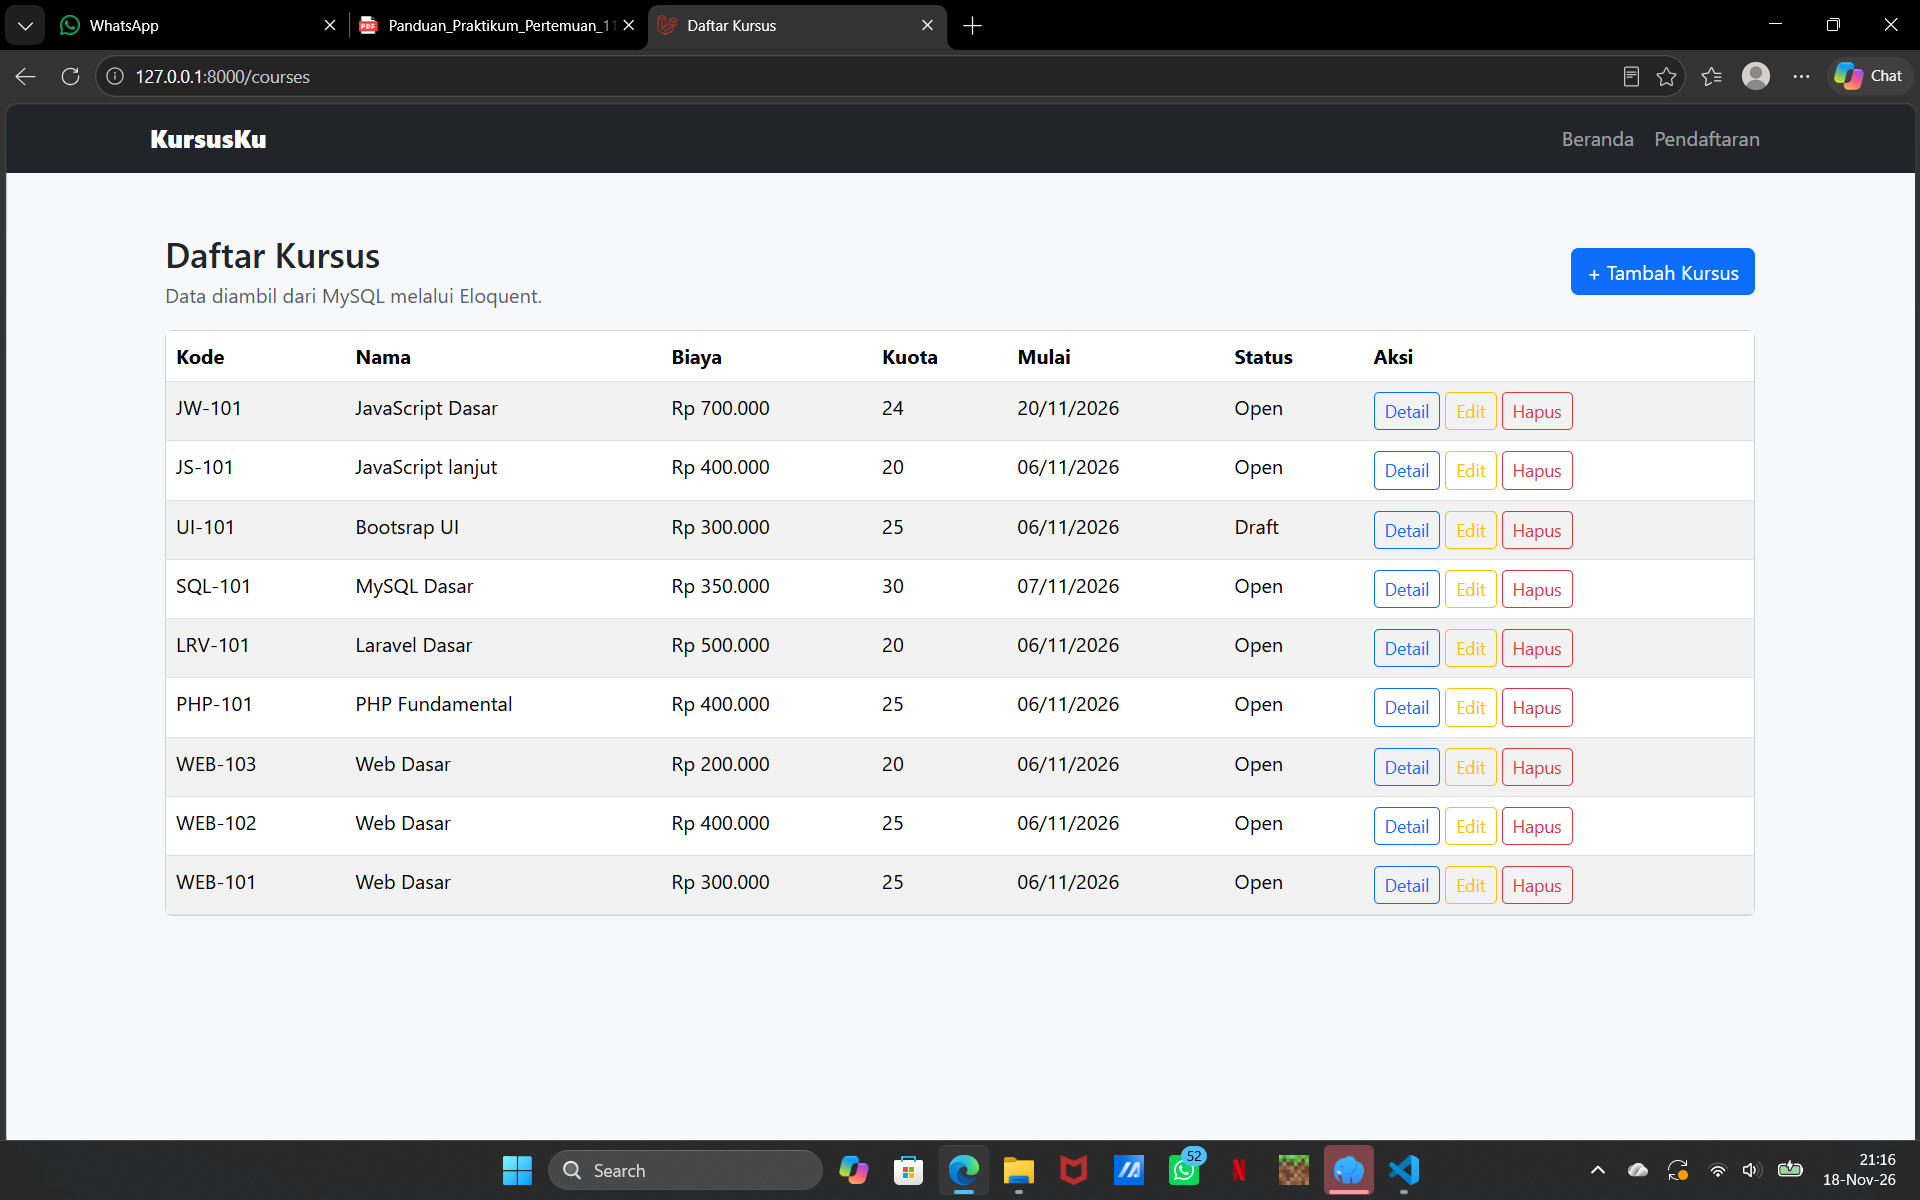 WhatsApp
Panduan_Praktikum_Pertemuan_11
Daftar Kursus
127.0.0.1:8000/courses
Chat
KursusKu
Beranda Pendaftaran
Daftar Kursus
Data diambil dari MySQL melalui Eloquent.
+ Tambah Kursus
Kode Nama Biaya Kuota Mulai Status Aksi
JW-101 JavaScript Dasar Rp 700.000 24 20/11/2026 Open Detail Edit Hapus
JS-101 JavaScript lanjut Rp 400.000 20 06/11/2026 Open Detail Edit Hapus
UI-101 Bootsrap UI Rp 300.000 25 06/11/2026 Draft Detail Edit Hapus
SQL-101 MySQL Dasar Rp 350.000 30 07/11/2026 Open Detail Edit Hapus
LRV-101 Laravel Dasar Rp 500.000 20 06/11/2026 Open Detail Edit Hapus
PHP-101 PHP Fundamental Rp 400.000 25 06/11/2026 Open Detail Edit Hapus
WEB-103 Web Dasar Rp 200.000 20 06/11/2026 Open Detail Edit Hapus
WEB-102 Web Dasar Rp 400.000 25 06/11/2026 Open Detail Edit Hapus
WEB-101 Web Dasar Rp 300.000 25 06/11/2026 Open Detail Edit Hapus
Search
52
21:16
18-Nov-26